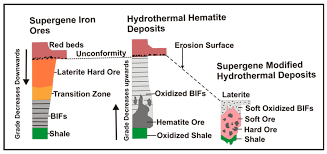 Supergene Iron
Ores
Hydrothermal Hematite
Deposits
Red beds
Unconformity
Erosion Surface
Supergene Modified
Hydrothermal Deposits
Grade Decreases Downwards
Laterite Hard Ore
Transition Zone
BIFs
Shale
Grade Decreases upwards
Oxidized BIFs
Hematite Ore
Oxidized Shale
Laterite
Soft Oxidized BIFs
Soft Ore
Hard Ore
Shale